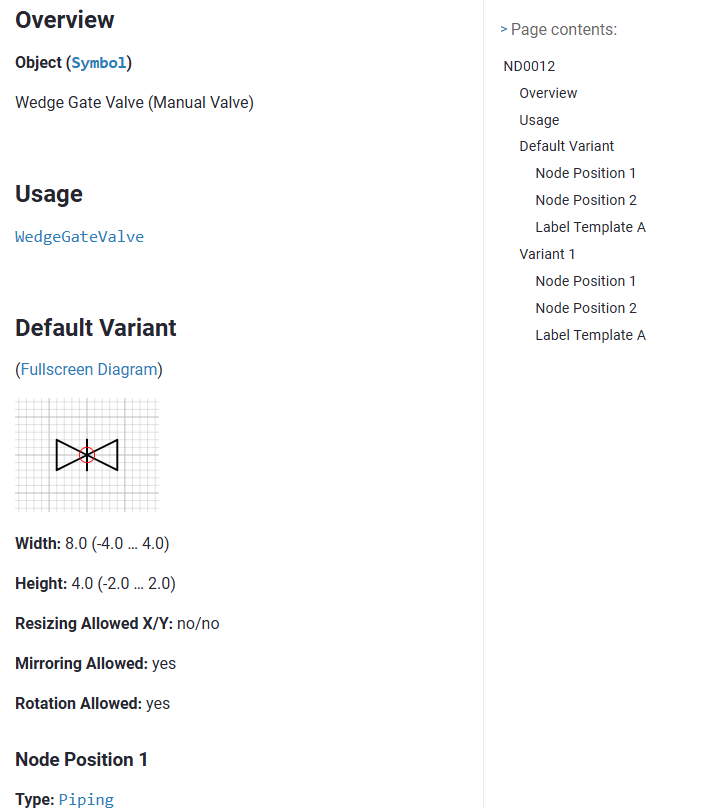 Overview
Object (Symbol)
Wedge Gate Valve (Manual Valve)
Usage
WedgeGateValve
Default Variant
(Fullscreen Diagram)
Width: 8.0 (-4.0 ... 4.0)
Height: 4.0 (-2.0 ... 2.0)
Resizing Allowed X/Y: no/no
Mirroring Allowed: yes
Rotation Allowed: yes
Node Position 1
Type: Piping
> Page contents:
ND0012
Overview
Usage
Default Variant
Node Position 1
Node Position 2
Label Template A
Variant 1
Node Position 1
Node Position 2
Label Template A